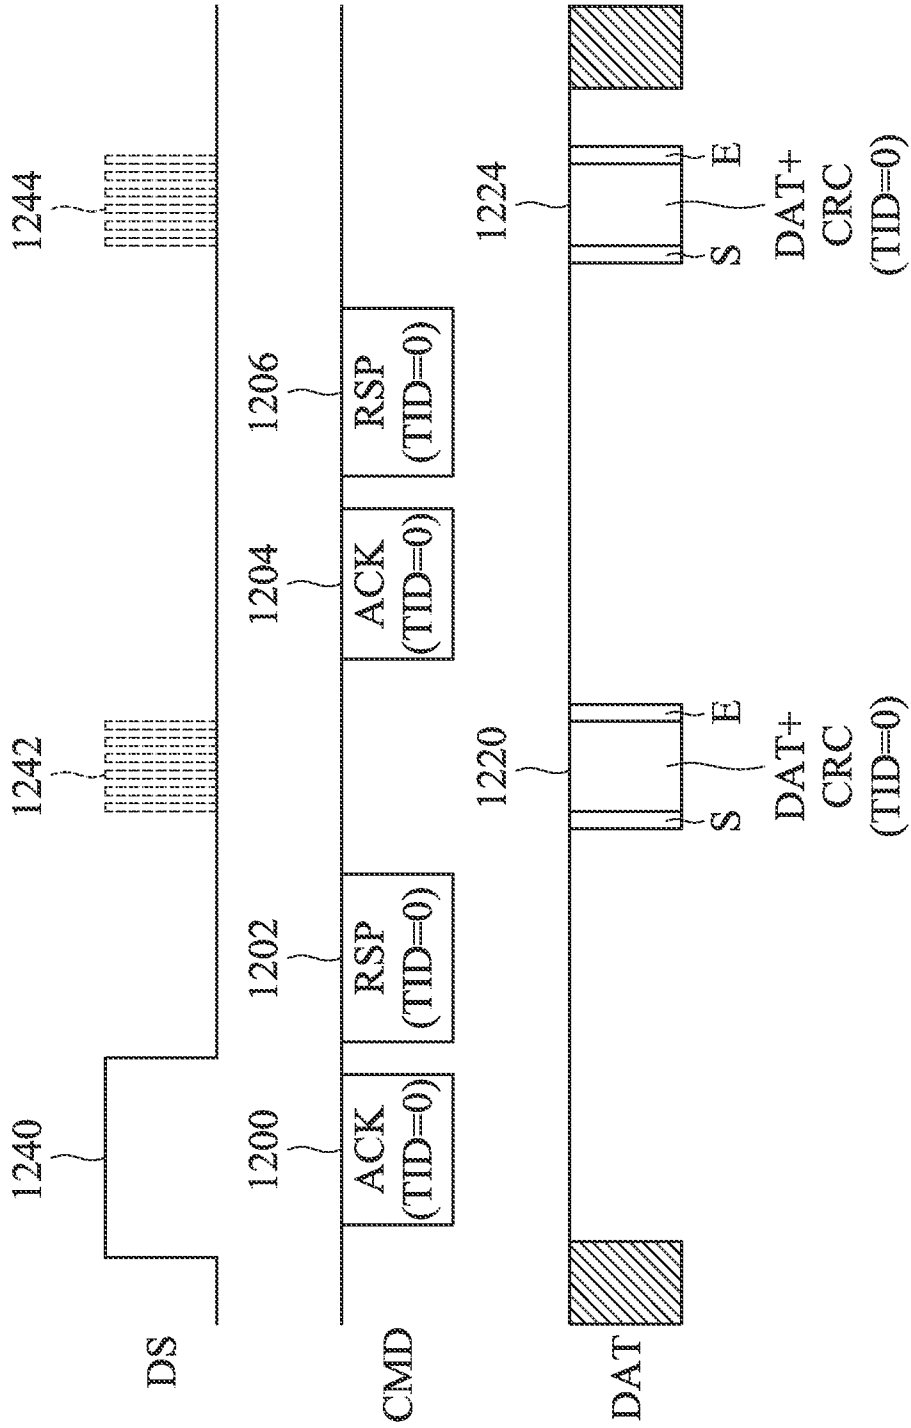 1240
1242
1244
DS
1200
1202
1204
1206
CMD
ACK
(TID=0)
RSP
(TID=0)
ACK
(TID=0)
RSP
(TID=0)
1220
1224
DAT
S
E
S
E
DAT+
CRC
(TID=0)
DAT+
CRC
(TID=0)